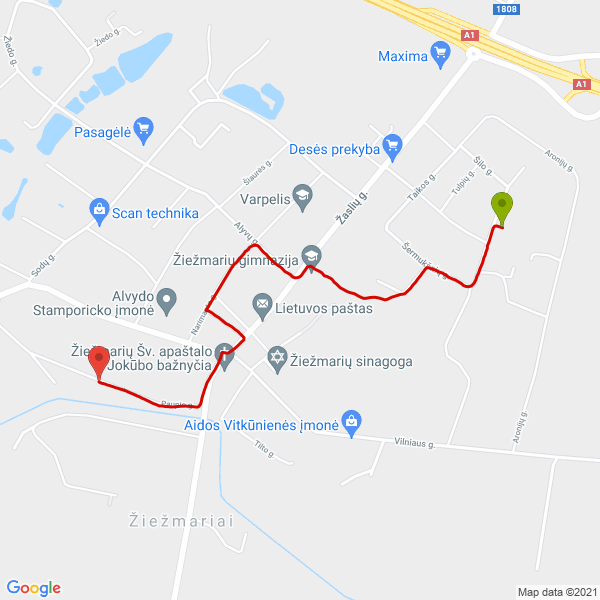 1808
A1
Žiedo g.
Žiedo g.
Maxima
A1
Pasagėlė
Desės prekyba
Aronijų g.
Šilo g.
Šiaurės g.
Taikos g.
Tulpių g.
Varpelis
Žaslių g.
Scan technika
Alyvų g.
Šermukšnių g.
Žiežmarių gimnazija
Sodų g.
Alvydo
Stamporicko įmonė
Lietuvos paštas
Žiežmarių Šv. apaštalo
Jokūbo bažnyčia
Žiežmarių sinagoga
Paupio g.
Aidos Vitkūnienės įmonė
Aronijų g.
Vilniaus g.
Tilto g.
Žiežmariai
Google
Map data ©2021